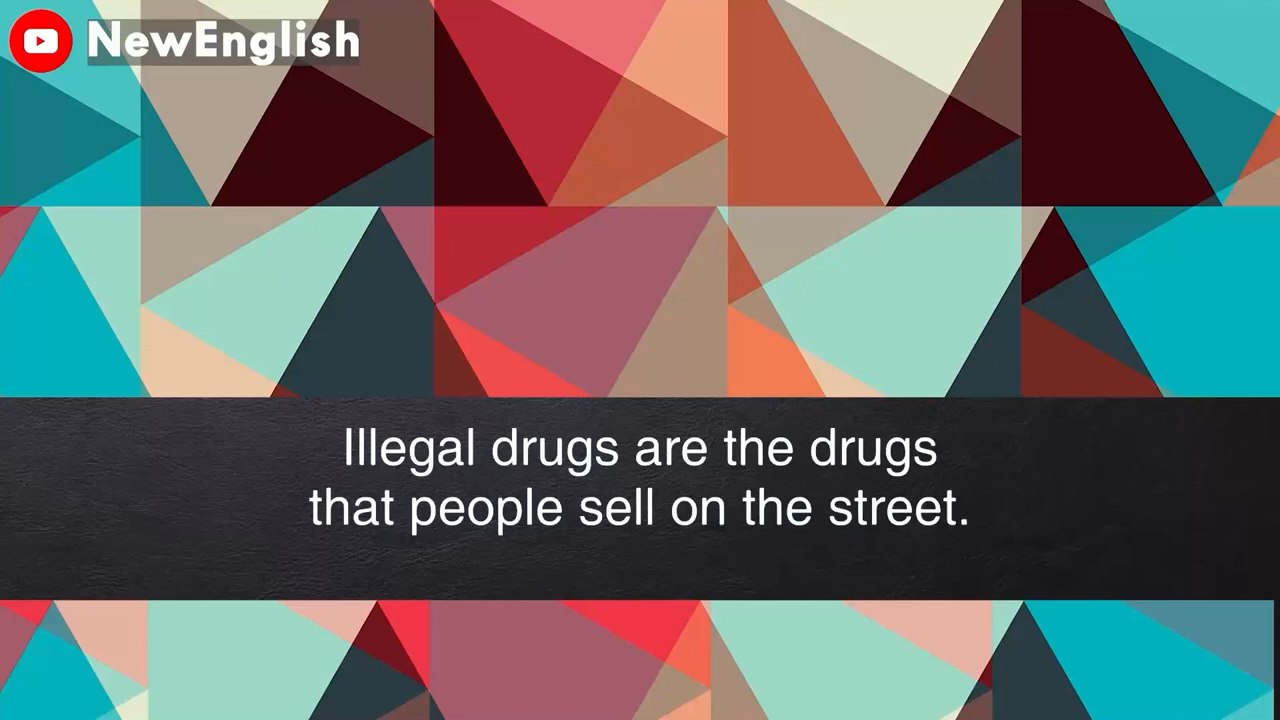 NewEnglish
Illegal drugs are the drugs
that people sell on the street.